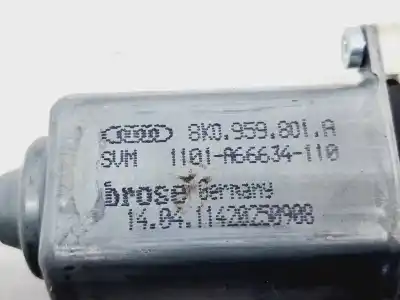 8K0.959.801.A
SVM 1101-A66634-110
brose Germany
14.04.11420250908